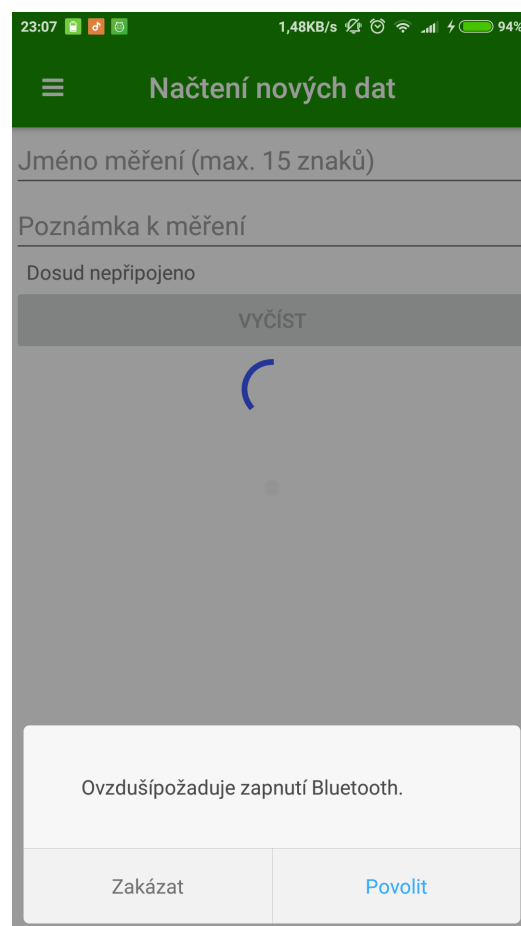 23:07 1,48KB/s 94%
Načtení nových dat
Jméno měření (max. 15 znaků)
Poznámka k měření
Dosud nepřipojeno
VYČÍST
Ovzdušípožaduje zapnutí Bluetooth.
Zakázat Povolit